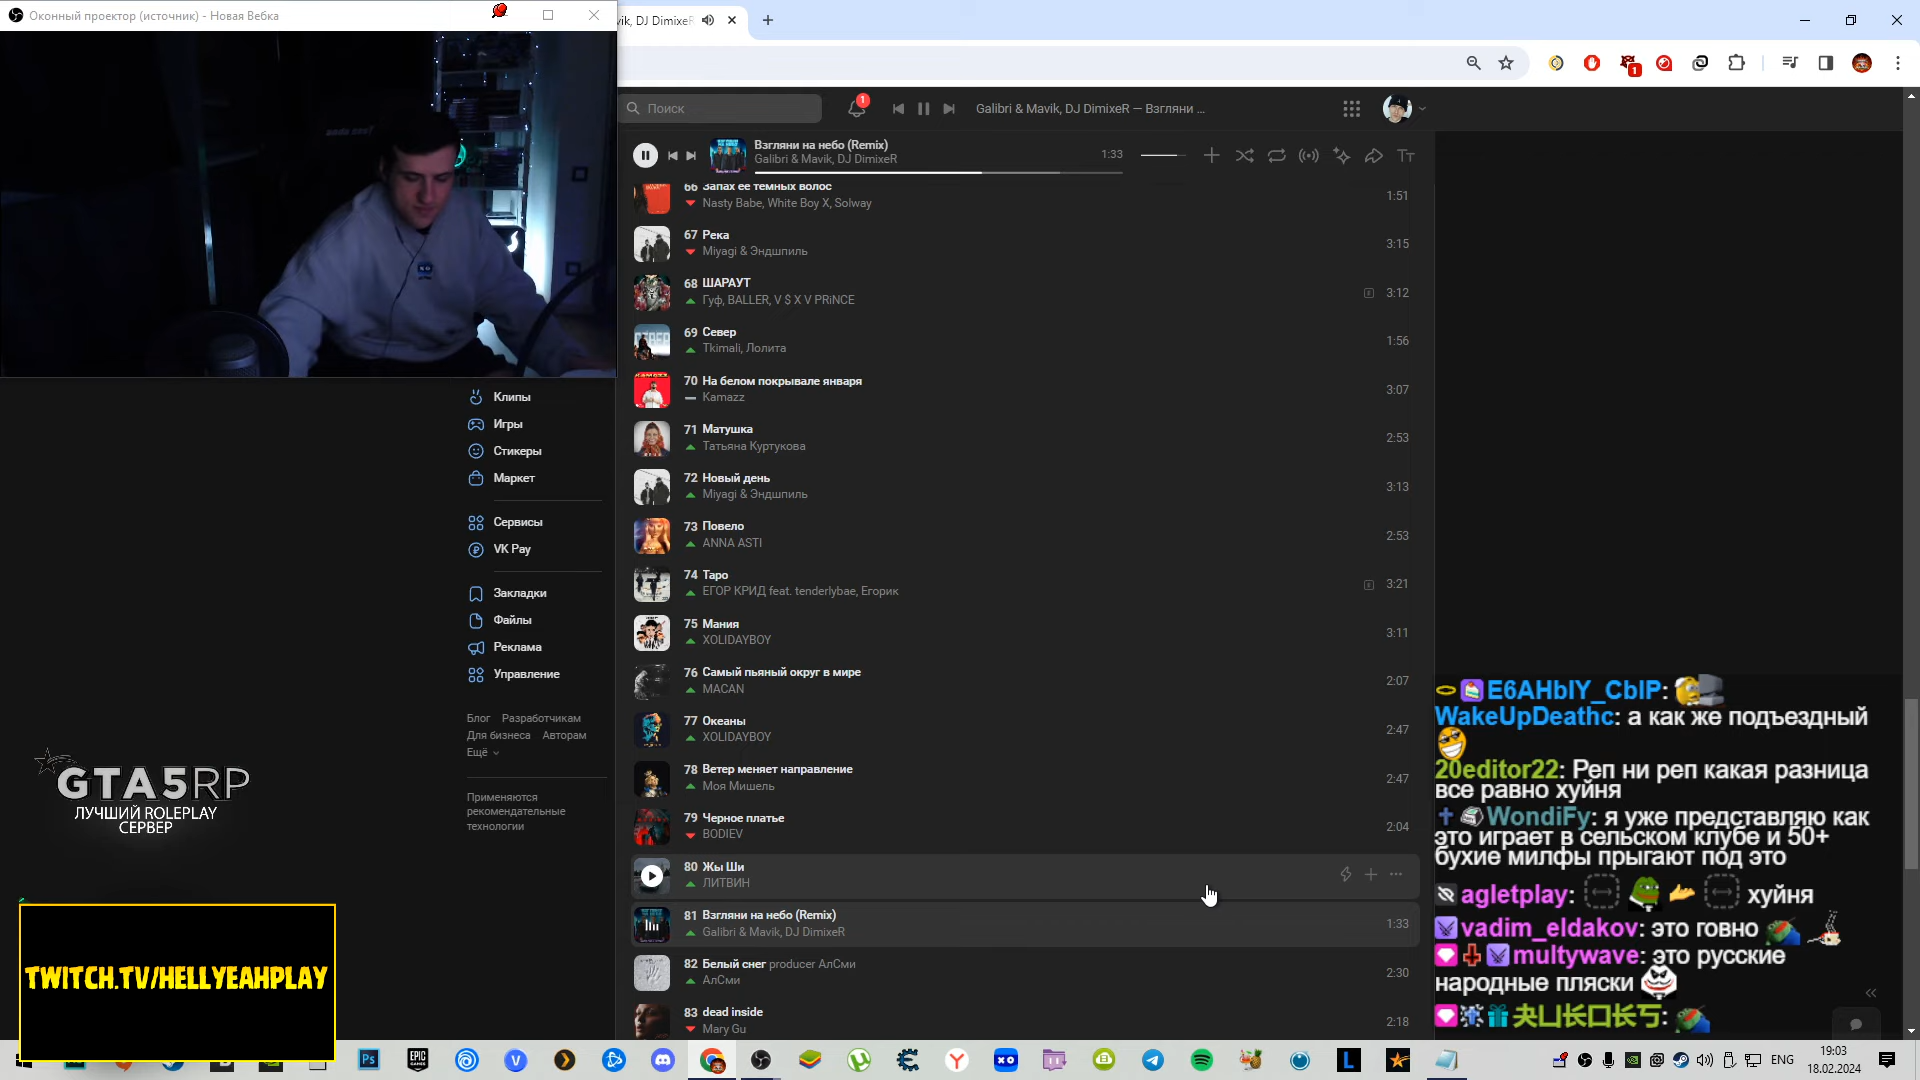 Оконный проектор (источник) - Новая Вебка
vik, DJ DimixeR
1
Поиск
1
Galibri & Mavik, DJ DimixeR — Взгляни ...
Взгляни на небо (Remix)
Galibri & Mavik, DJ DimixeR
1:33
66 Запах её тёмных волос
Nasty Babe, White Boy X, Solway
1:51
67 Река
Miyagi & Эндшпиль
3:15
68 ШАРАУТ
Гуф, BALLER, V $ X V PRiNCE
3:12
69 Север
Tkimali, Лолита
1:56
70 На белом покрывале января
Kamazz
3:07
71 Матушка
Татьяна Куртукова
2:53
72 Новый день
Miyagi & Эндшпиль
3:13
73 Повело
ANNA ASTI
2:53
74 Таро
ЕГОР КРИД feat. tenderlybae, Егорик
3:21
75 Мания
XOLIDAYBOY
3:11
76 Самый пьяный округ в мире
MACAN
2:07
77 Океаны
XOLIDAYBOY
2:47
78 Ветер меняет направление
Моя Мишель
2:47
79 Черное платье
BODIEV
2:04
80 Жы Ши
ЛИТВИН
81 Взгляни на небо (Remix)
Galibri & Mavik, DJ DimixeR
1:33
82 Белый снег producer АлСми
АлСми
2:30
83 dead inside
Mary Gu
2:18
Клипы
Игры
Стикеры
Маркет
Сервисы
VK Pay
Закладки
Файлы
Реклама
Управление
Блог Разработчикам
Для бизнеса Авторам
Ещё
Применяются
рекомендательные
технологии
GTA5RP
ЛУЧШИЙ ROLEPLAY
СЕРВЕР
TWITCH.TV/HELLYEAHPLAY
E6AHbIY_CbIP:
WakeUpDeathc: а как же подъездный
20editor22: Реп ни реп какая разница
все равно хуйня
WondiFy: я уже представляю как
это играет в сельском клубе и 50+
бухие милфы прыгают под это
agletplay: хуйня
vadim_eldakov: это говно
multywave: это русские
народные пляски
ENG
19:03
18.02.2024